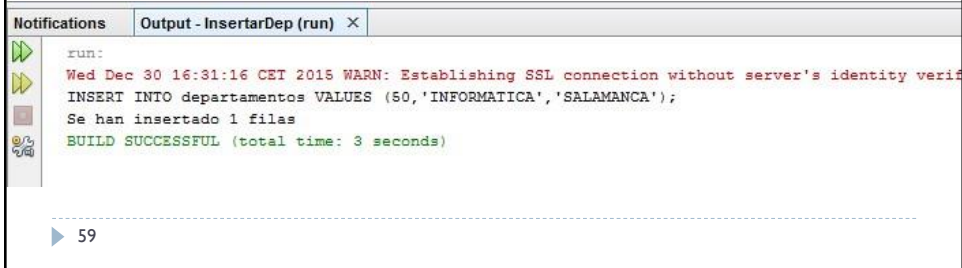 Notifications Output - InsertarDep (run) ×
run:
Wed Dec 30 16:31:16 CET 2015 WARN: Establishing SSL connection without server's identity verif
INSERT INTO departamentos VALUES (50,'INFORMATICA','SALAMANCA');
Se han insertado 1 filas
BUILD SUCCESSFUL (total time: 3 seconds)
59